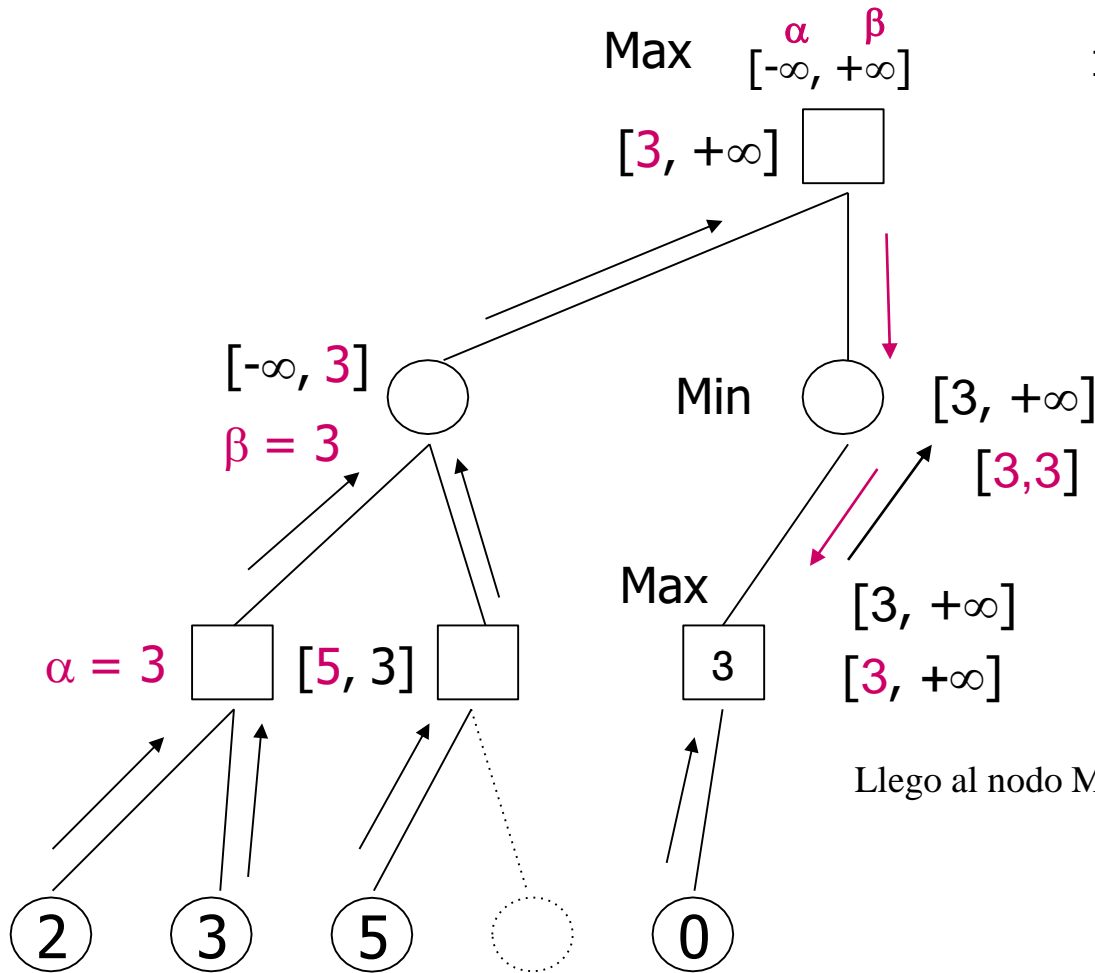 α β
Max [-∞, +∞]
[3, +∞]
[-∞, 3] Min [3, +∞]
β = 3 [3,3]
Max [3, +∞]
α = 3 [5, 3] 3 [3, +∞]
Llego al nodo M
2 3 5 0